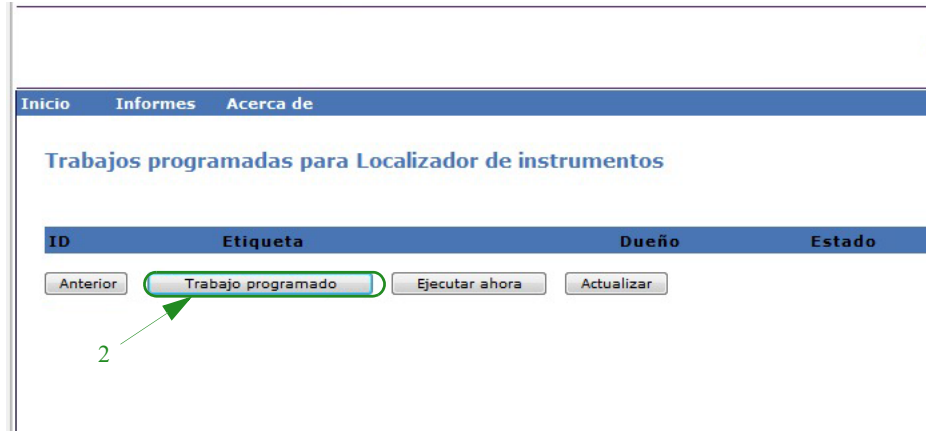 Inicio Informes Acerca de
Trabajos programadas para Localizador de instrumentos
ID Etiqueta Dueño Estado
Anterior Trabajo programado Ejecutar ahora Actualizar
2